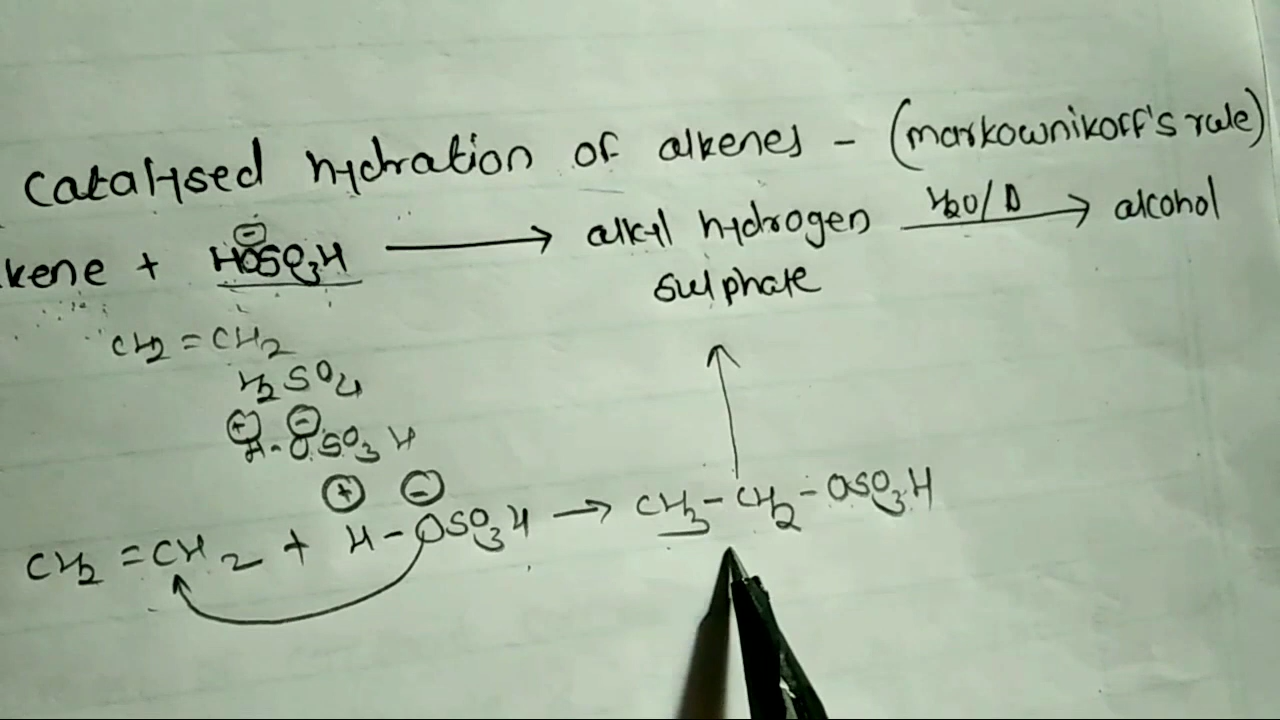 catalysed hydration of alkenes - (markownikoff's rule)
kene + HOSO3H ⟶ alkyl hydrogen H2O/Δ ⟶ alcohol
⊖
sulphate
CH2=CH2
H2SO4
⊕ ⊖
H-OSO3H
⊕ ⊖
CH2=CH2 + H-OSO3H → CH3-CH2-OSO3H